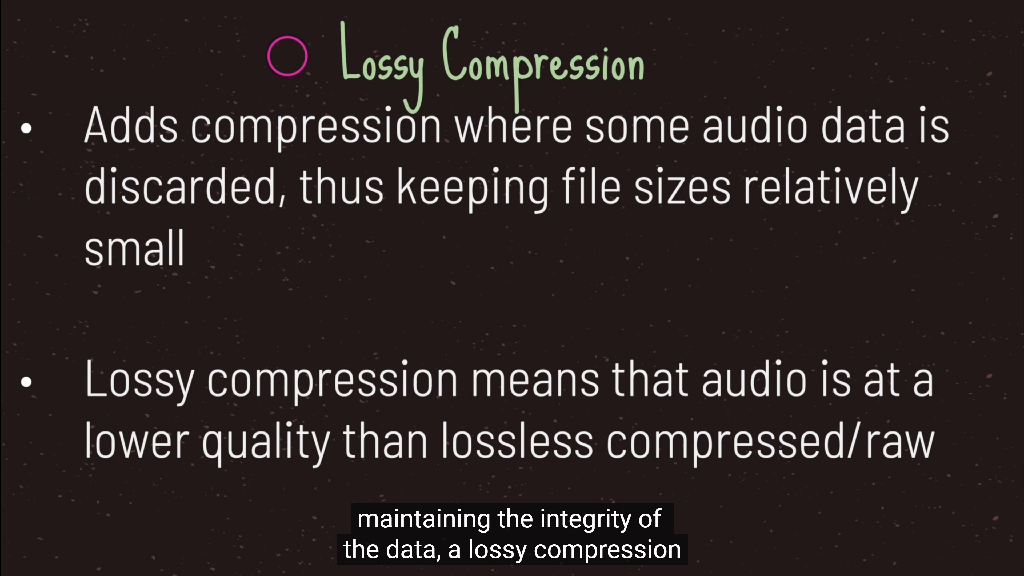 Lossy Compression
• Adds compression where some audio data is
discarded, thus keeping file sizes relatively
small
• Lossy compression means that audio is at a
lower quality than lossless compressed/raw
maintaining the integrity of
the data, a lossy compression